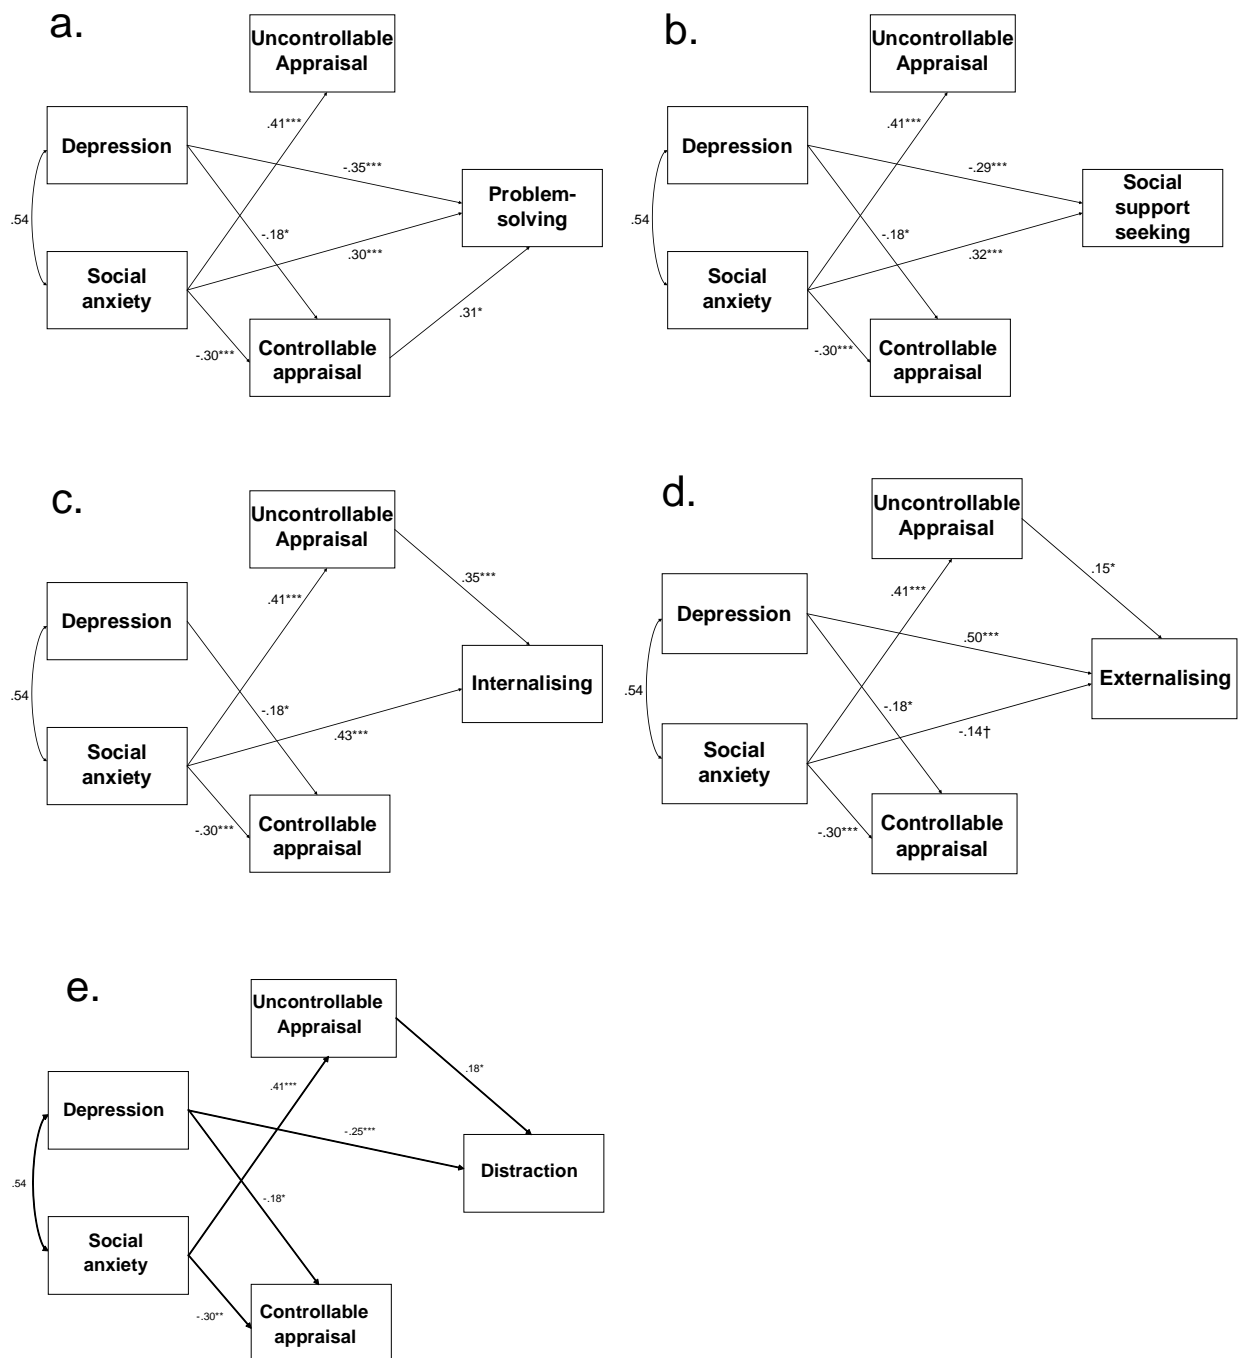 a.
Uncontrollable
Appraisal
.41***
Depression
-.35***
Problem-
solving
.54
-.18*
.30***
Social
anxiety
.31*
-.30***
Controllable
appraisal
b.
Uncontrollable
Appraisal
.41***
Depression
-.29***
Social
support
seeking
.54
-.18*
.32***
Social
anxiety
-.30***
Controllable
appraisal
c.
Uncontrollable
Appraisal
.35***
.41***
Depression
Internalising
.54
-.18*
.43***
Social
anxiety
-.30***
Controllable
appraisal
d.
Uncontrollable
Appraisal
.15*
.41***
Depression
.50***
Externalising
.54
-.18*
-.14†
Social
anxiety
-.30***
Controllable
appraisal
e.
Uncontrollable
Appraisal
.18*
.41***
Depression
-.25***
Distraction
.54
-.18*
Social
anxiety
-.30**
Controllable
appraisal